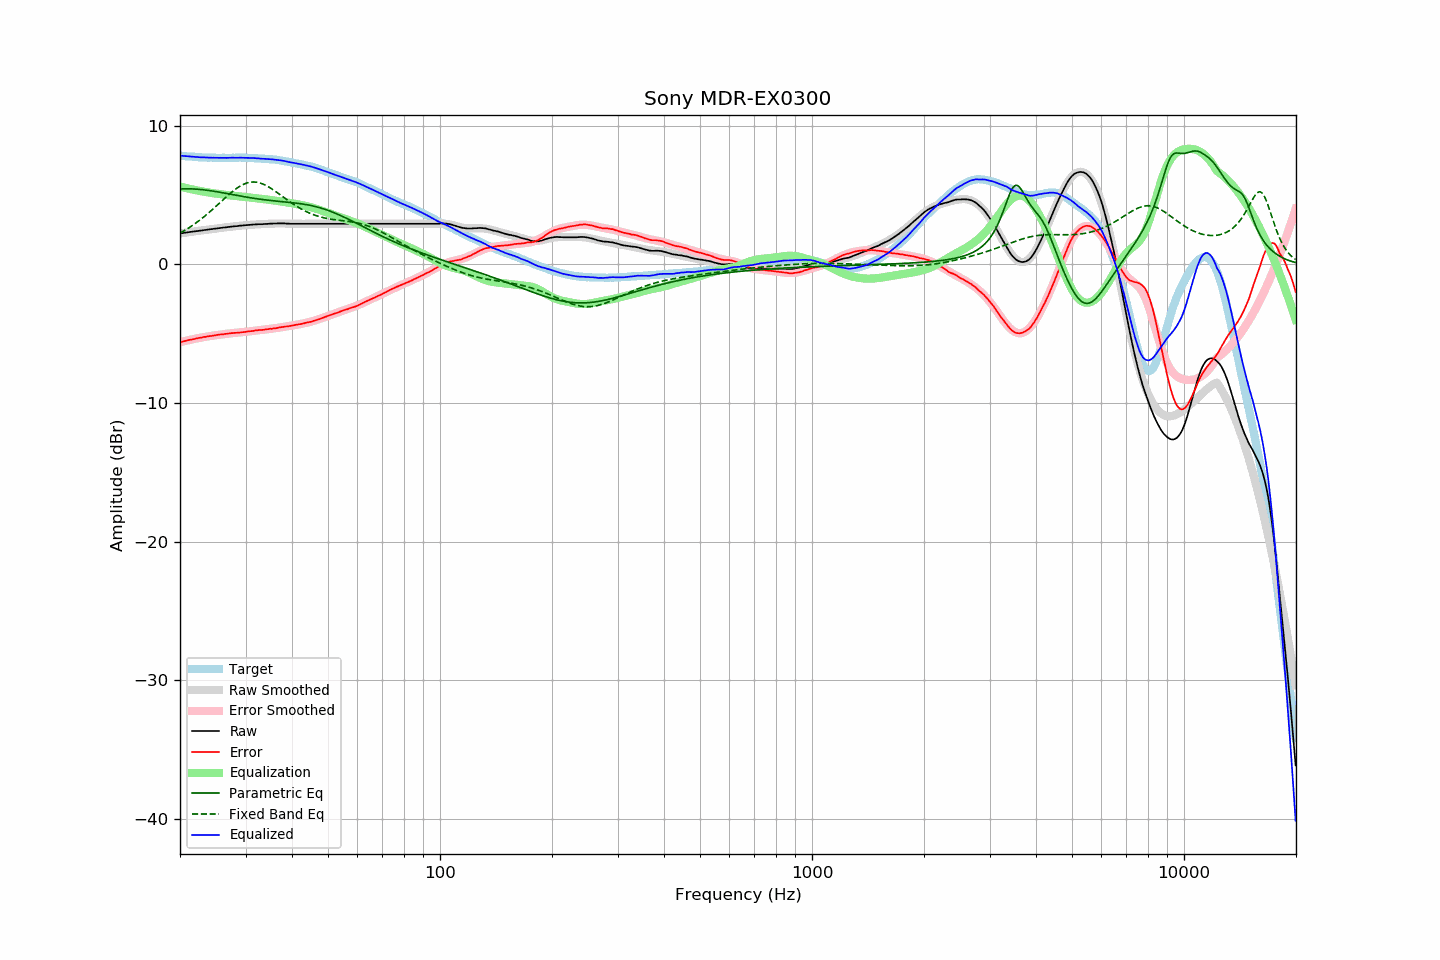 Sony MDR-EX0300
10
0
−10
−20
−30
−40
Amplitude (dBr)
Target
Raw Smoothed
Error Smoothed
Raw
Error
Equalization
Parametric Eq
Fixed Band Eq
Equalized
100
1000
10000
Frequency (Hz)